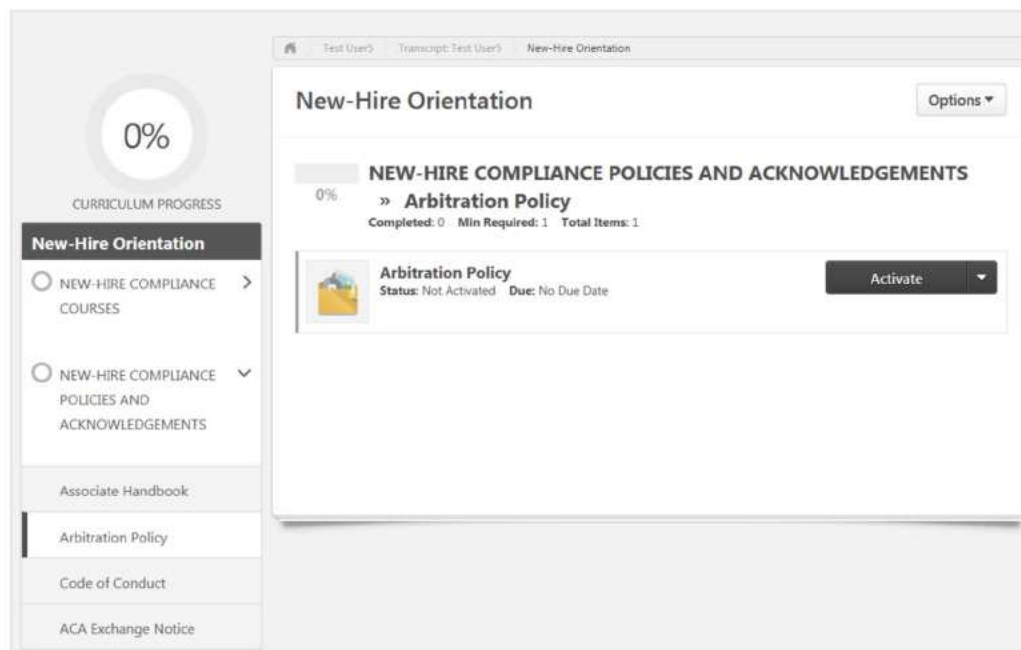 Test User5 Transcript: Test User5 New-Hire Orientation
0%
CURRICULUM PROGRESS
New-Hire Orientation
NEW-HIRE COMPLIANCE
COURSES
NEW-HIRE COMPLIANCE
POLICIES AND
ACKNOWLEDGEMENTS
Associate Handbook
Arbitration Policy
Code of Conduct
ACA Exchange Notice
New-Hire Orientation
Options
0%
NEW-HIRE COMPLIANCE POLICIES AND ACKNOWLEDGEMENTS
» Arbitration Policy
Completed: 0 Min Required: 1 Total Items: 1
Arbitration Policy
Status: Not Activated Due: No Due Date
Activate